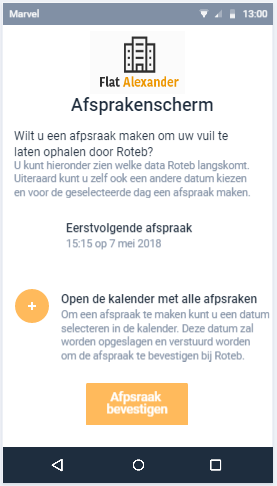 Marvel 13:00
Flat Alexander
Afsprakenscherm
Wilt u een afpsraak maken om uw vuil te
laten ophalen door Roteb?
U kunt hieronder zien welke data Roteb langskomt.
Uiteraard kunt u zelf ook een andere datum kiezen
en voor de geselecteerde dag een afspraak maken.
Eerstvolgende afspraak
15:15 op 7 mei 2018
+
Open de kalender met alle afpsraken
Om een afspraak te maken kunt u een datum
selecteren in de kalender. Deze datum zal
worden opgeslagen en verstuurd worden
om de afspraak te bevestigen bij Roteb.
Afpsraak
bevestigen